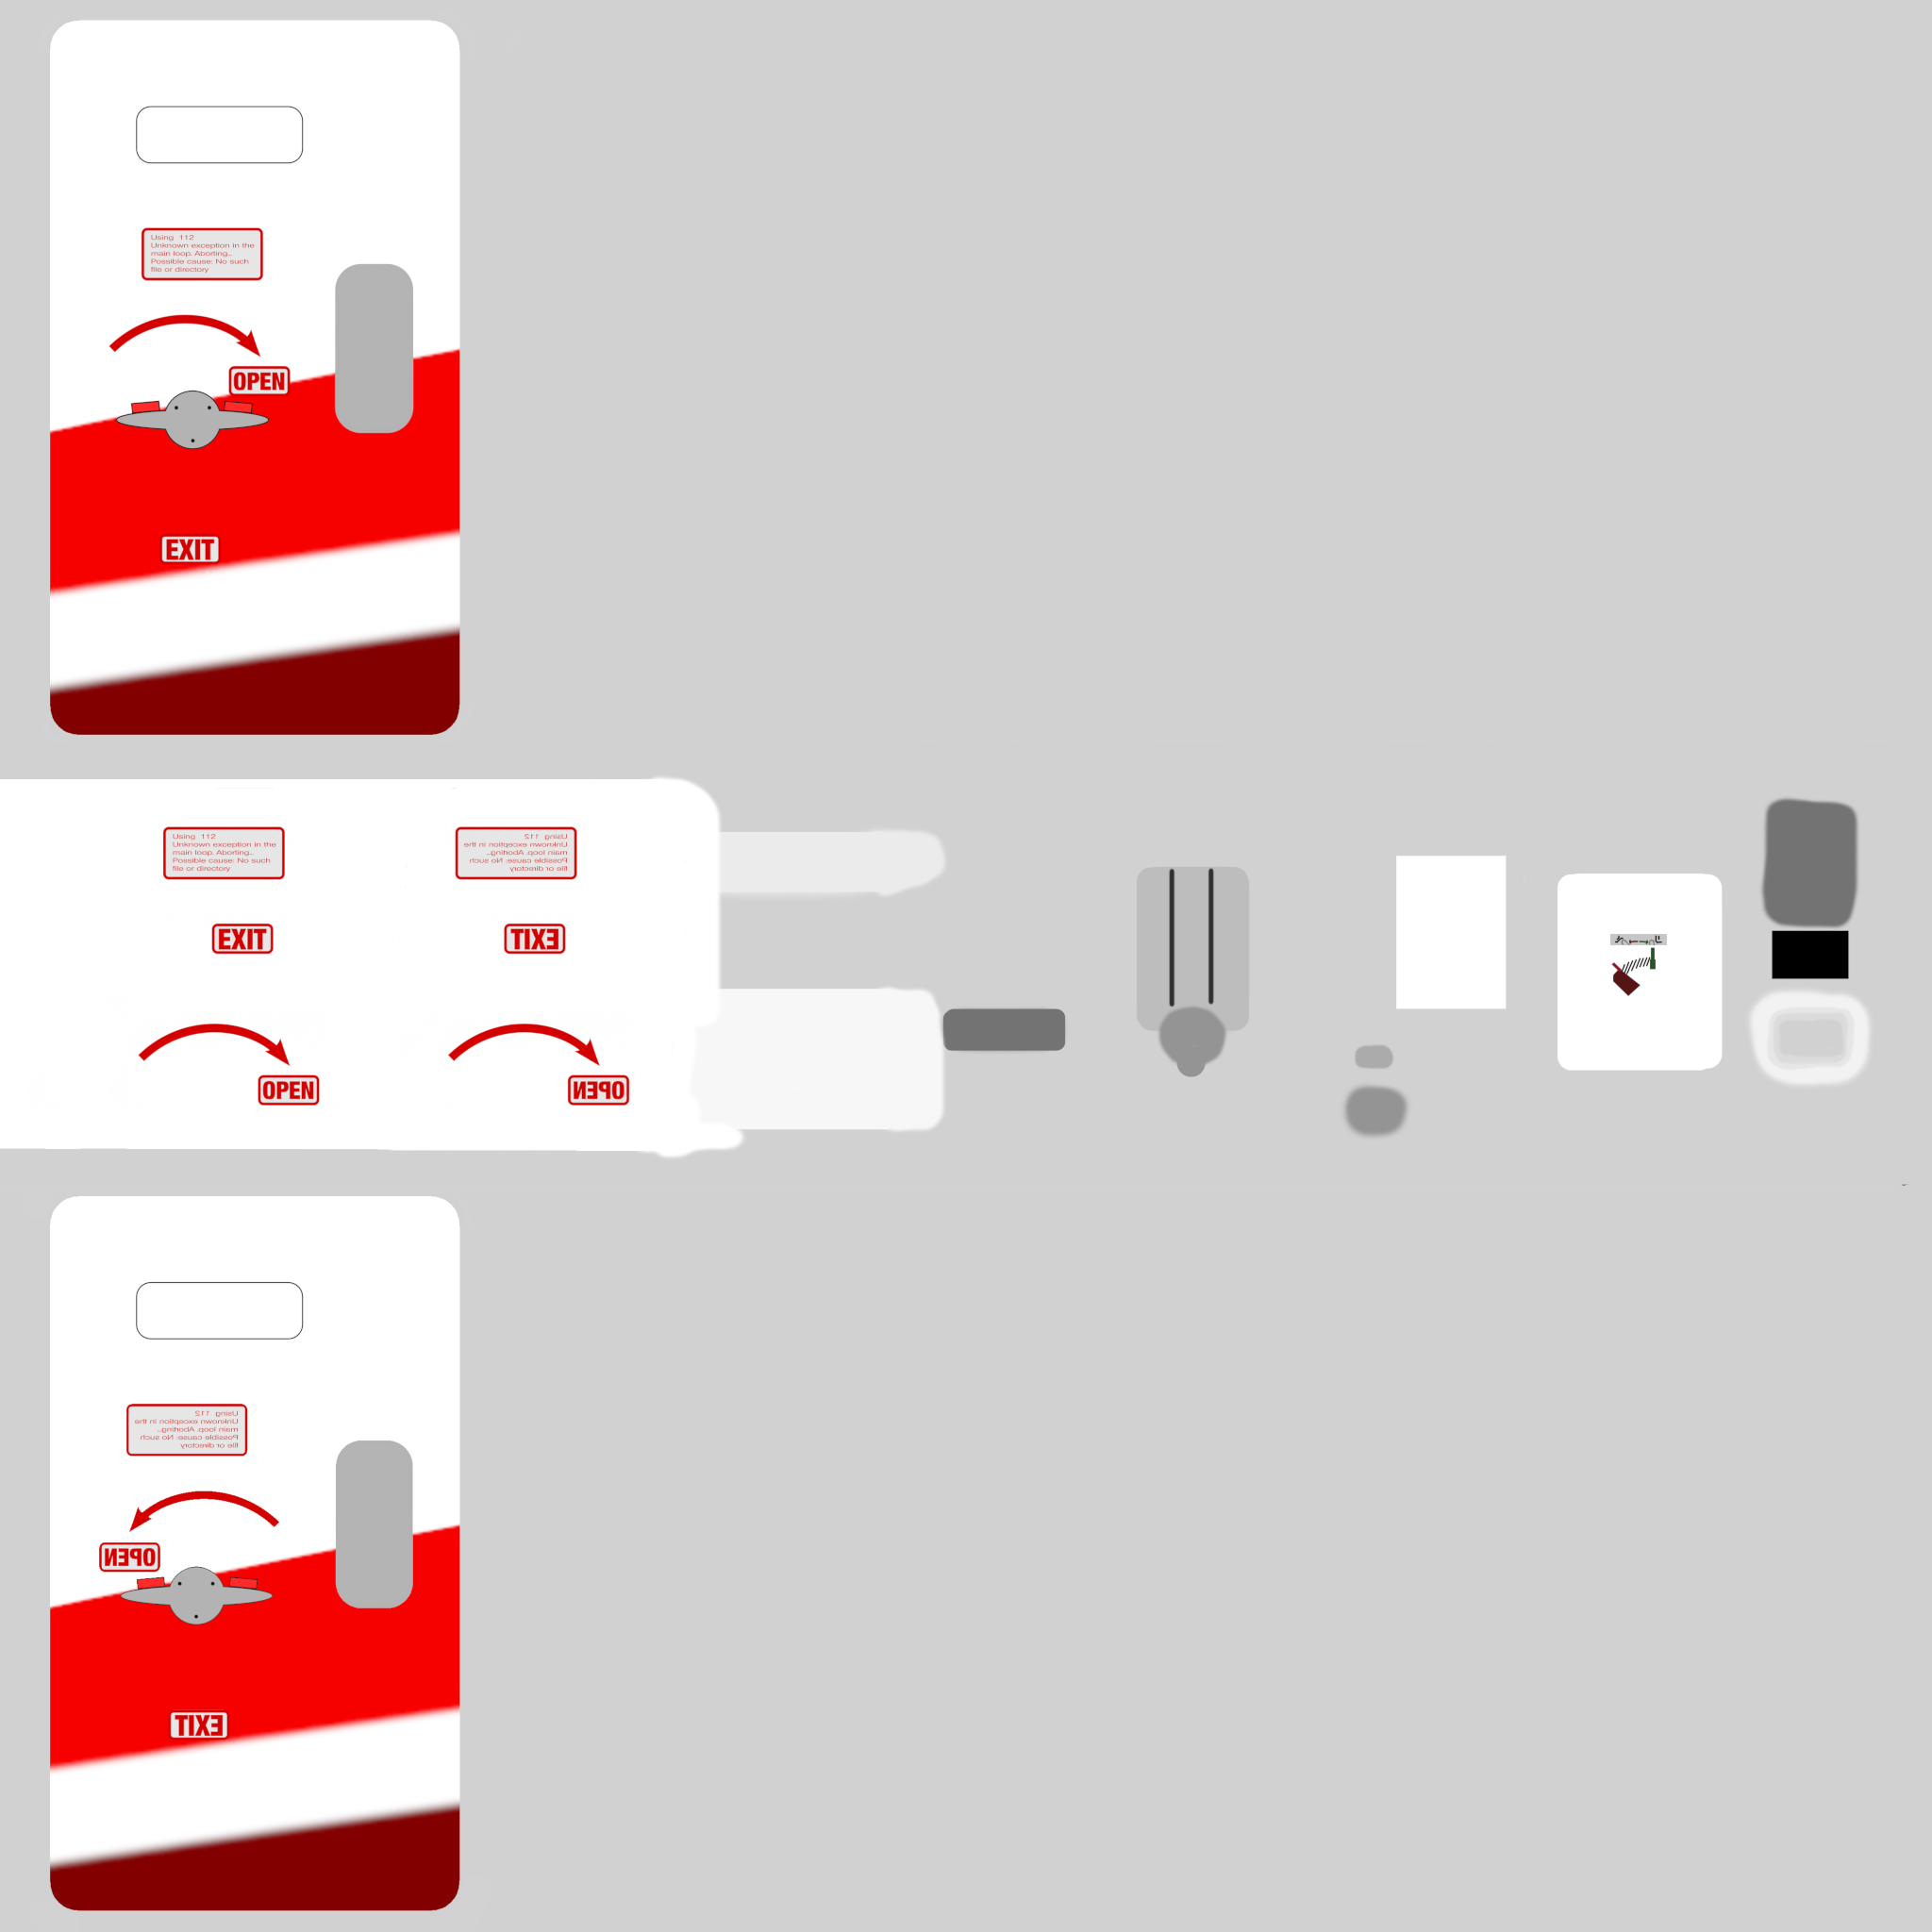 Using 112
Unknown exception in the
main loop. Aborting...
Possible cause: No such
file or directory
OPEN
EXIT
Using 112
Unknown exception in the
main loop. Aborting...
Possible cause: No such
file or directory
Using 112
Unknown exception in the
main loop. Aborting...
Possible cause: No such
file or directory
EXIT
EXIT
OPEN
OPEN
Using 112
Unknown exception in the
main loop. Aborting...
Possible cause: No such
file or directory
OPEN
EXIT